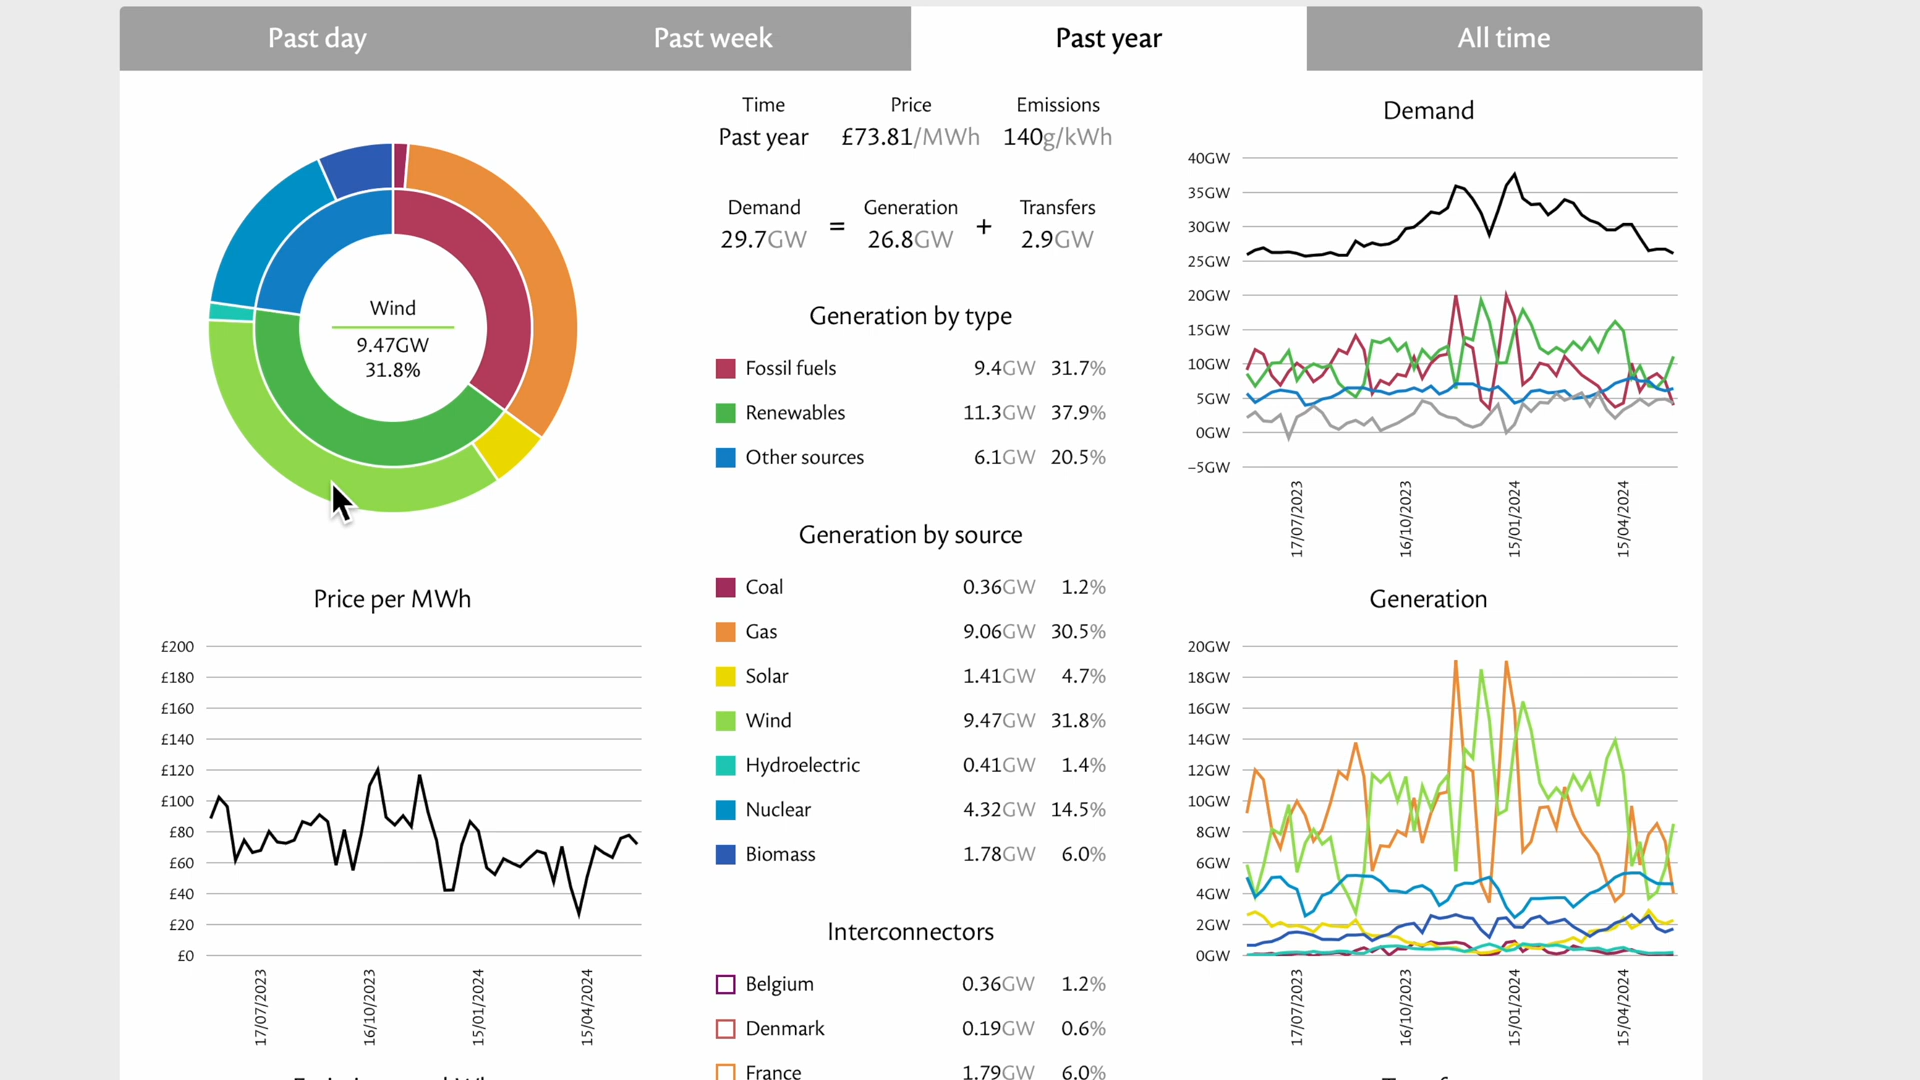 Past day
Past week
Past year
All time
Wind
9.47GW
31.8%
Price per MWh
£200
£180
£160
£140
£120
£100
£80
£60
£40
£20
£0
17/07/2023
16/10/2023
15/01/2024
15/04/2024
Time Price Emissions
Past year £73.81/MWh 140g/kWh
Demand Generation Transfers
29.7GW = 26.8GW + 2.9GW
Generation by type
Fossil fuels 9.4GW 31.7%
Renewables 11.3GW 37.9%
Other sources 6.1GW 20.5%
Generation by source
Coal 0.36GW 1.2%
Gas 9.06GW 30.5%
Solar 1.41GW 4.7%
Wind 9.47GW 31.8%
Hydroelectric 0.41GW 1.4%
Nuclear 4.32GW 14.5%
Biomass 1.78GW 6.0%
Interconnectors
Belgium 0.36GW 1.2%
Denmark 0.19GW 0.6%
France 1.79GW 6.0%
Demand
40GW
35GW
30GW
25GW
20GW
15GW
10GW
5GW
0GW
−5GW
17/07/2023
16/10/2023
15/01/2024
15/04/2024
Generation
20GW
18GW
16GW
14GW
12GW
10GW
8GW
6GW
4GW
2GW
0GW
17/07/2023
16/10/2023
15/01/2024
15/04/2024